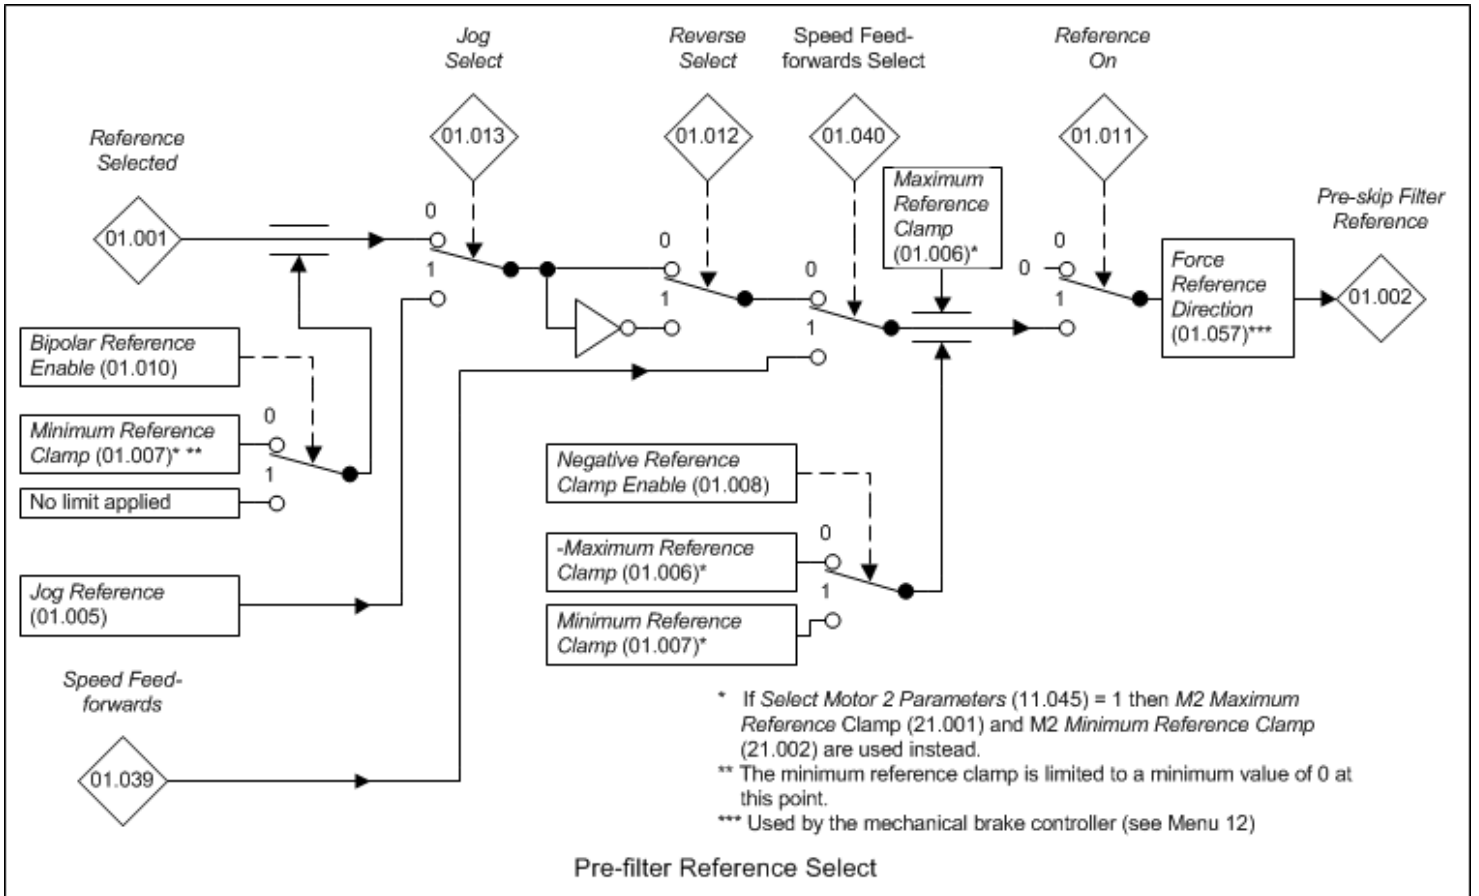 Jog
Select
Reverse
Select
Speed Feed-
forwards Select
Reference
On
01.013
01.012
01.040
01.011
Reference
Selected
01.001
0
1
0
1
0
1
Maximum
Reference
Clamp
(01.006)*
0
0
1
Force
Reference
Direction
(01.057)***
Pre-skip Filter
Reference
01.002
Bipolar Reference
Enable (01.010)
Minimum Reference
Clamp (01.007)* **
No limit applied
0
1
Jog Reference
(01.005)
Negative Reference
Clamp Enable (01.008)
-Maximum Reference
Clamp (01.006)*
Minimum Reference
Clamp (01.007)*
0
1
Speed Feed-
forwards
01.039
* If Select Motor 2 Parameters (11.045) = 1 then M2 Maximum
Reference Clamp (21.001) and M2 Minimum Reference Clamp
(21.002) are used instead.
** The minimum reference clamp is limited to a minimum value of 0 at
this point.
*** Used by the mechanical brake controller (see Menu 12)
Pre-filter Reference Select